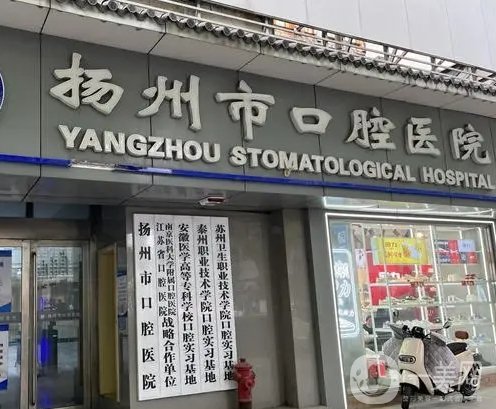 扬州市口腔医院
YANGZHOU STOMATOLOGICAL HOSPITAL
扬州市口腔医院
江苏省口腔医院
南京医科大学附属口腔医院
战略合作单位
安徽医学高等专科学校口腔实习基地
泰州职业技术学院口腔实习基地
苏州卫生职业技术学院口腔实习基地